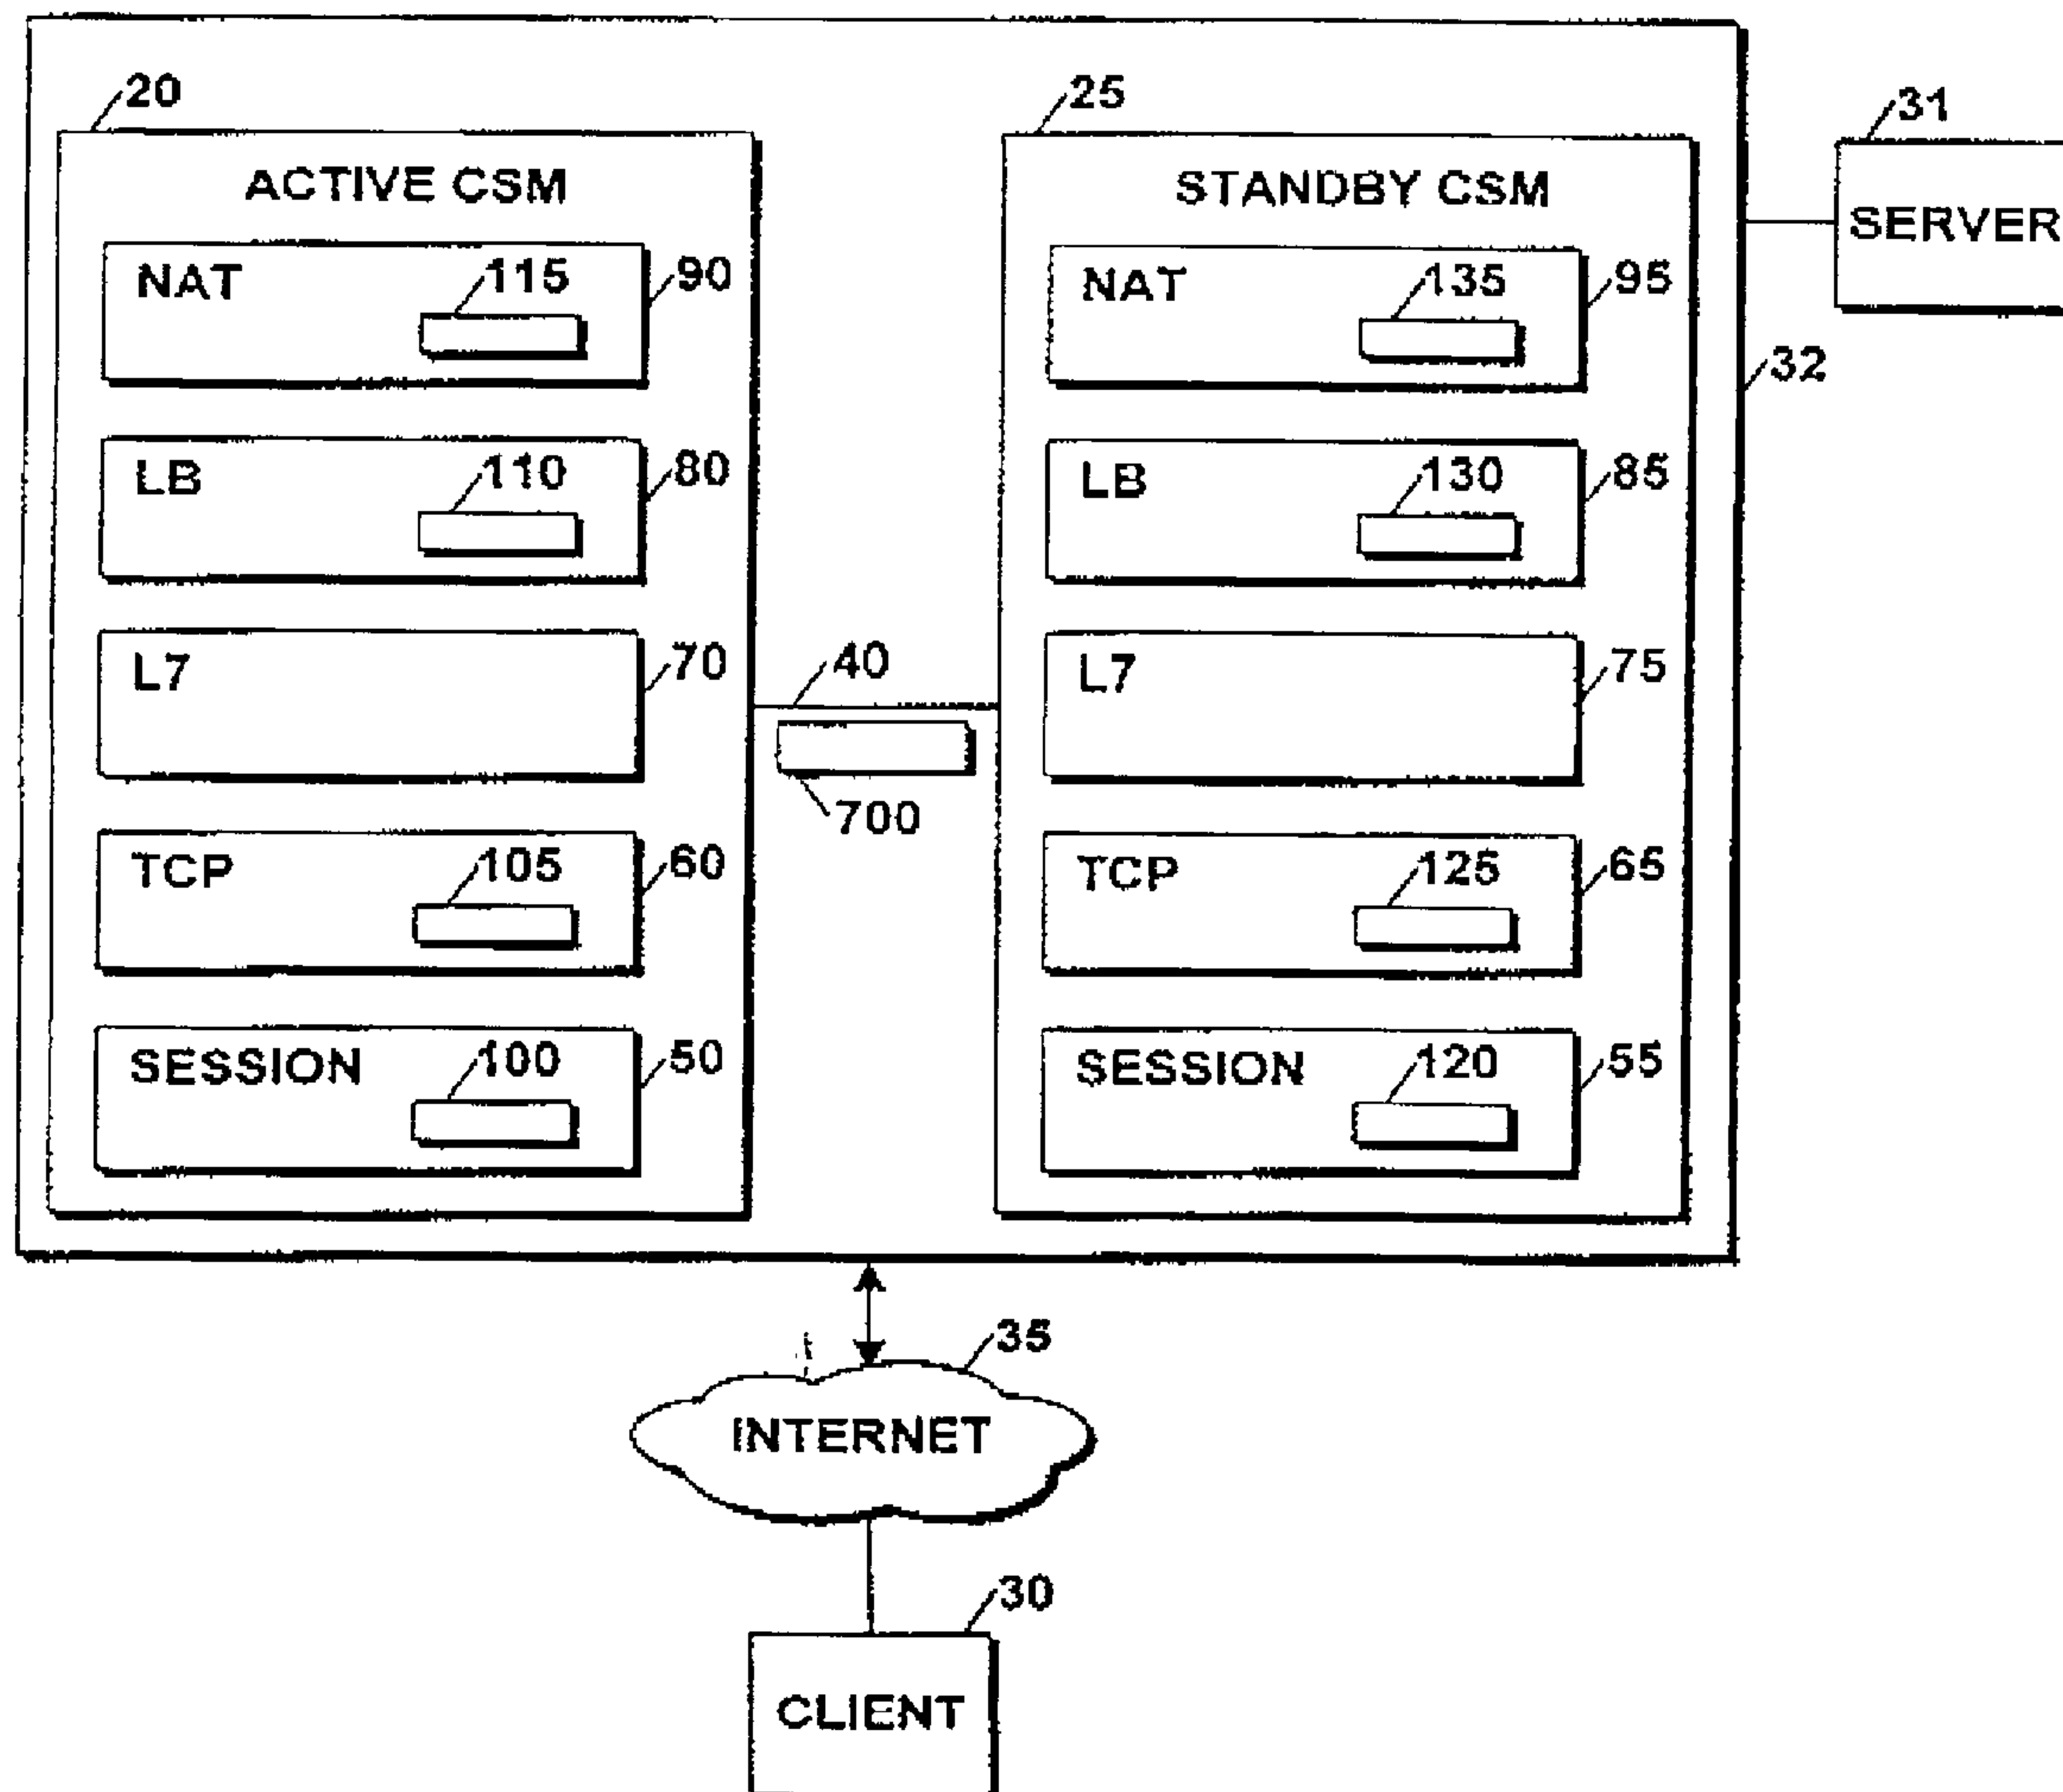 20
ACTIVE CSM
NAT
115
90
LB
110
80
L7
70
TCP
105
60
SESSION
100
50
40
700
25
STANDBY CSM
NAT
135
95
LB
130
85
L7
75
TCP
125
65
SESSION
120
55
31
SERVER
32
35
INTERNET
30
CLIENT